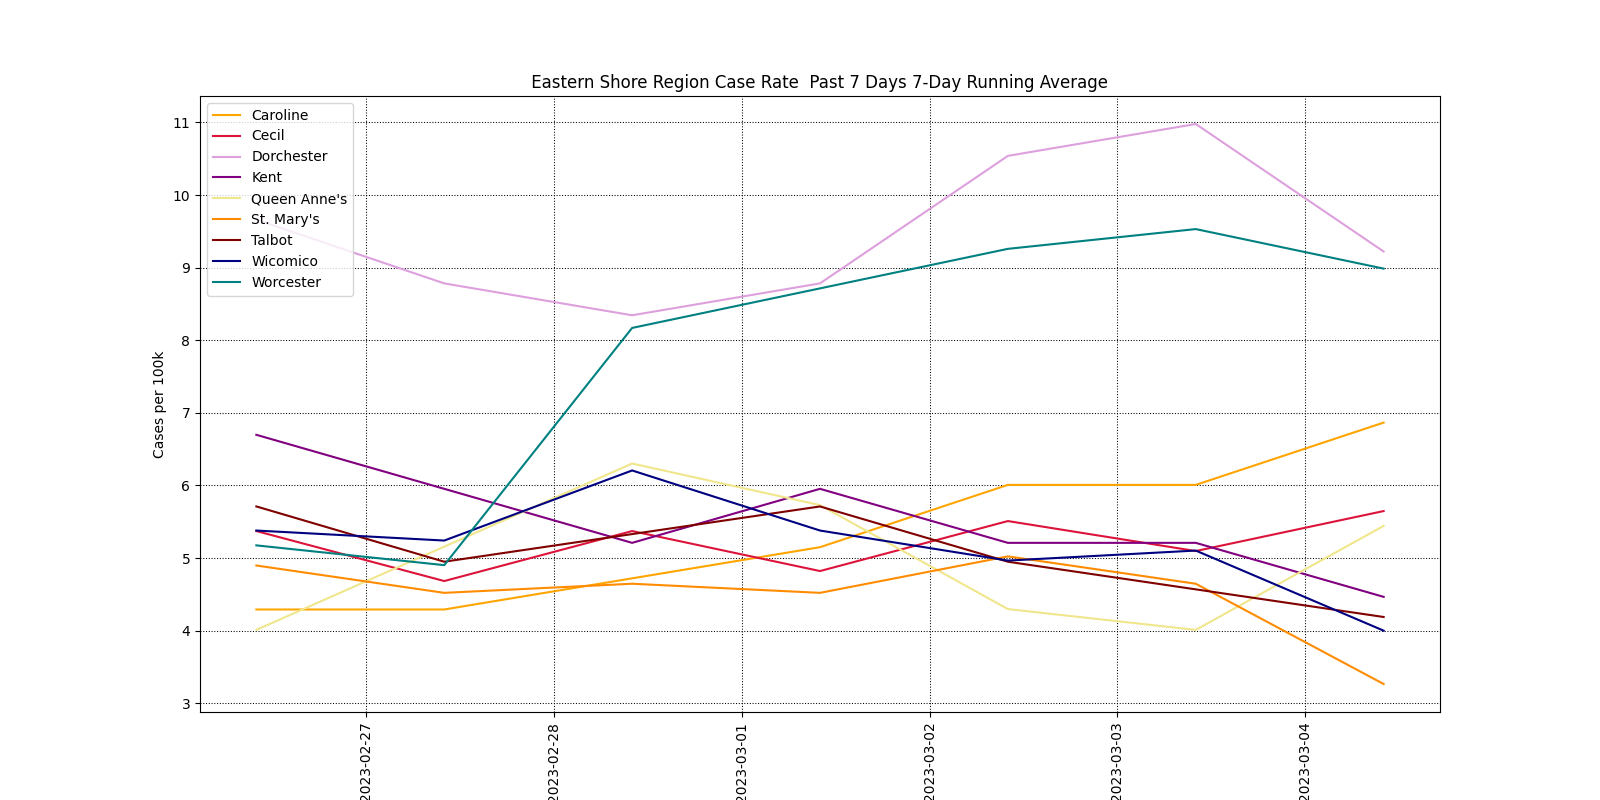 Eastern Shore Region Case Rate  Past 7 Days 7-Day Running Average
Caroline
Cecil
Dorchester
Kent
Queen Anne's
St. Mary's
Talbot
Wicomico
Worcester
11
10
9
8
7
6
5
4
3
Cases per 100k
2023-02-27
2023-02-28
2023-03-01
2023-03-02
2023-03-03
2023-03-04